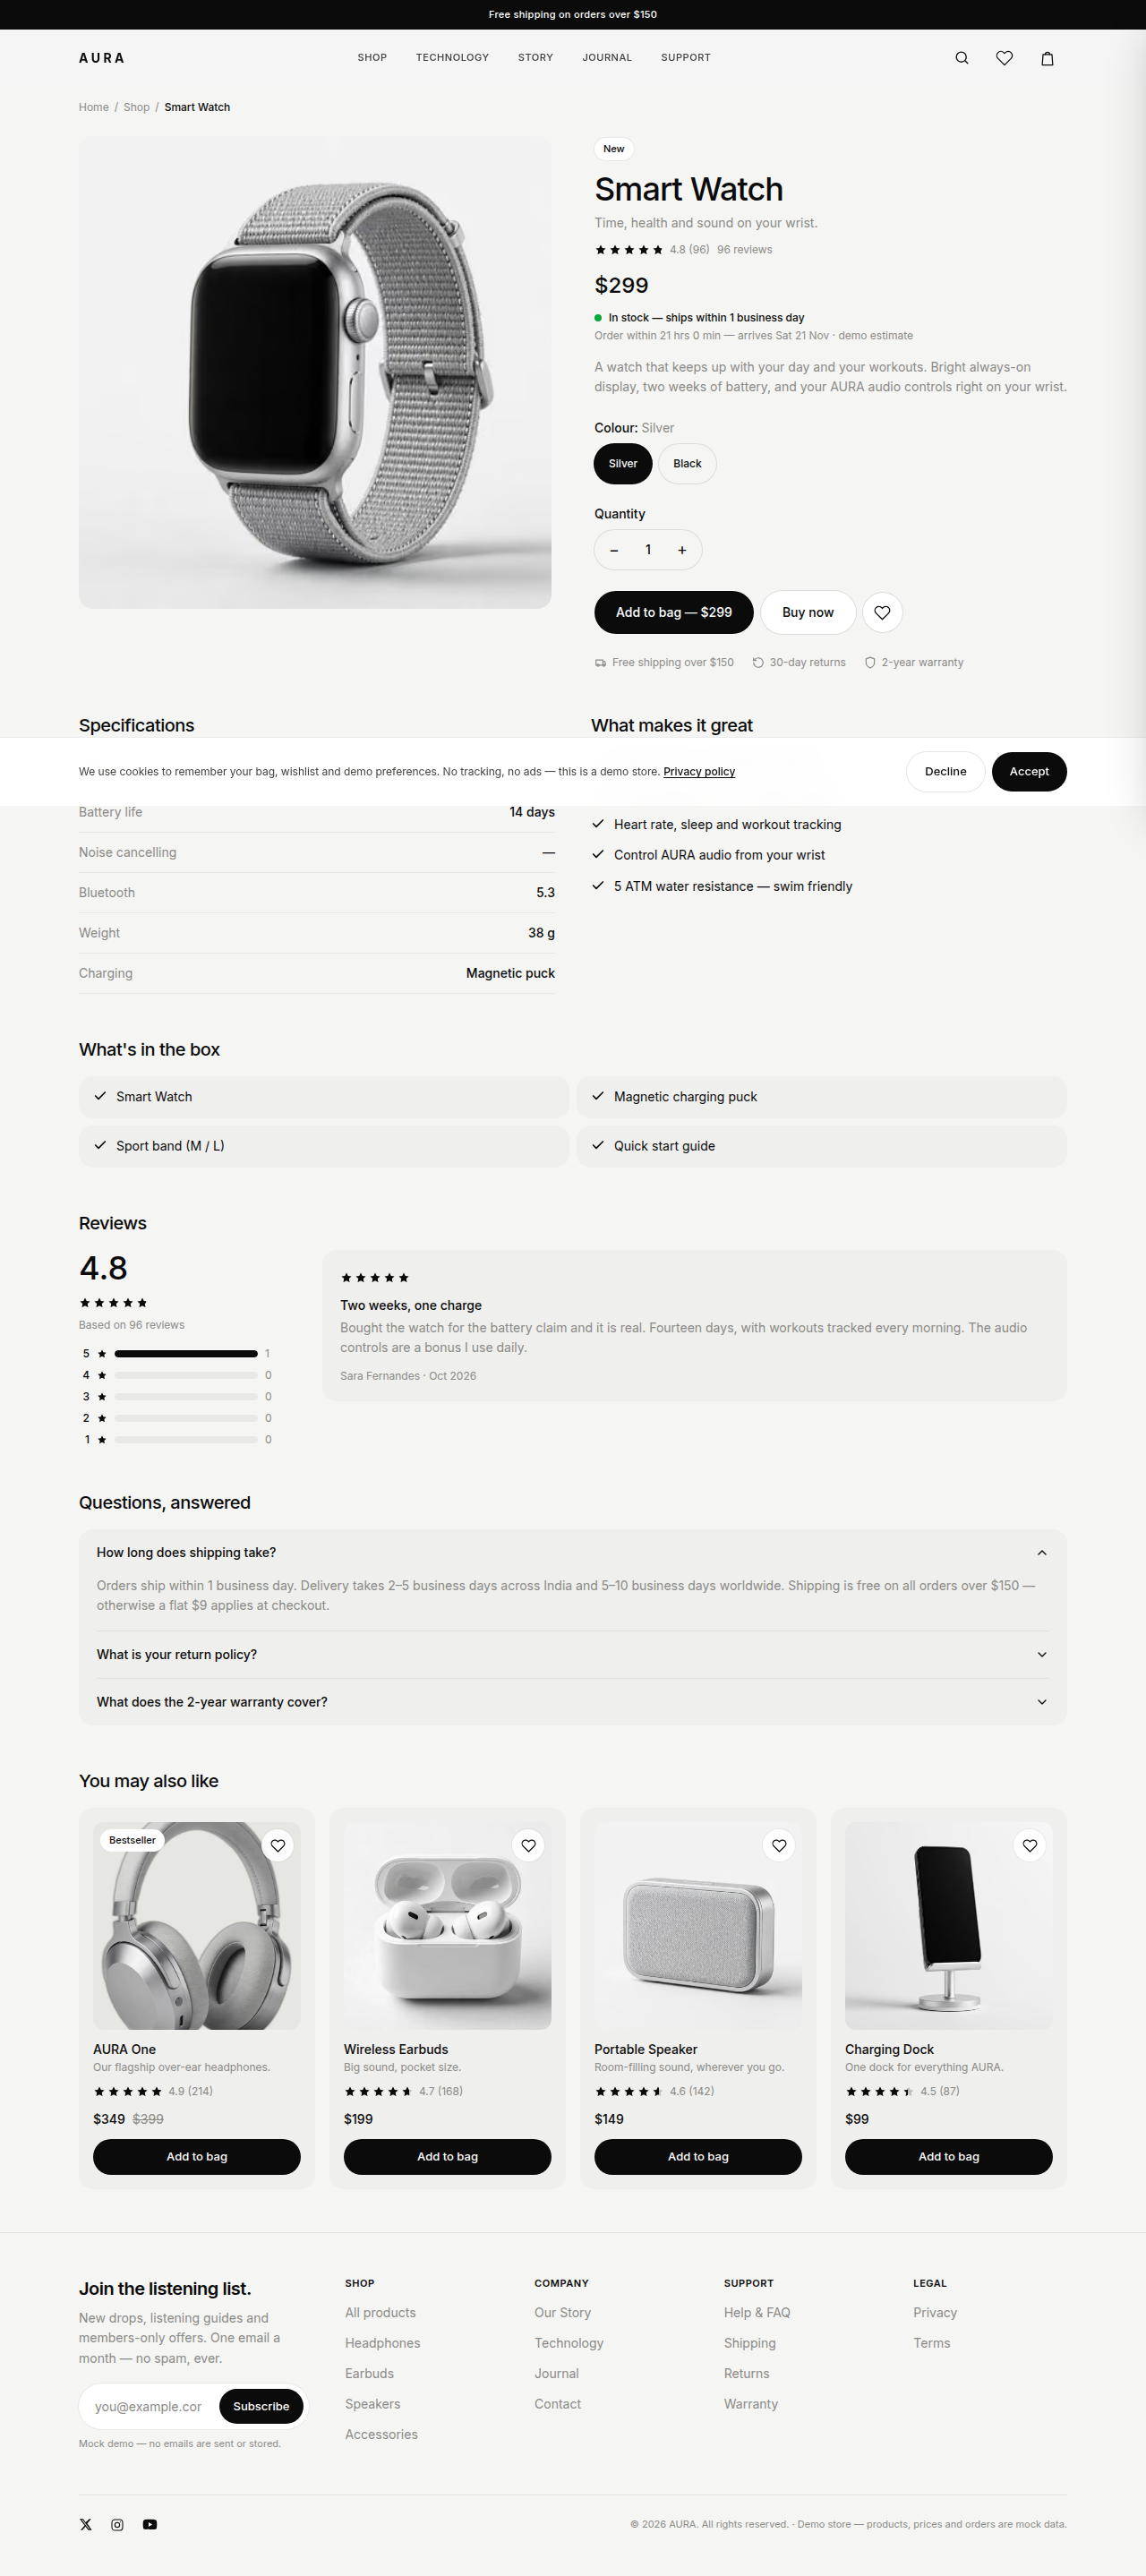 Free shipping on orders over $150
AURA
SHOP TECHNOLOGY STORY JOURNAL SUPPORT
Home / Shop / Smart Watch
New
Smart Watch
Time, health and sound on your wrist.
4.8 (96) 96 reviews
$299
In stock — ships within 1 business day
Order within 21 hrs 0 min — arrives Sat 21 Nov · demo estimate
A watch that keeps up with your day and your workouts. Bright always-on
display, two weeks of battery, and your AURA audio controls right on your wrist.
Colour: Silver
Silver Black
Quantity
− 1 +
Add to bag — $299 Buy now
Free shipping over $150 30-day returns 2-year warranty
Specifications
What makes it great
We use cookies to remember your bag, wishlist and demo preferences. No tracking, no ads — this is a demo store. Privacy policy
Decline Accept
Battery life 14 days
Noise cancelling —
Bluetooth 5.3
Weight 38 g
Charging Magnetic puck
Heart rate, sleep and workout tracking
Control AURA audio from your wrist
5 ATM water resistance — swim friendly
What's in the box
Smart Watch
Magnetic charging puck
Sport band (M / L)
Quick start guide
Reviews
4.8
Based on 96 reviews
5 1
4 0
3 0
2 0
1 0
Two weeks, one charge
Bought the watch for the battery claim and it is real. Fourteen days, with workouts tracked every morning. The audio
controls are a bonus I use daily.
Sara Fernandes · Oct 2026
Questions, answered
How long does shipping take?
Orders ship within 1 business day. Delivery takes 2–5 business days across India and 5–10 business days worldwide. Shipping is free on all orders over $150 —
otherwise a flat $9 applies at checkout.
What is your return policy?
What does the 2-year warranty cover?
You may also like
Bestseller
AURA One
Our flagship over-ear headphones.
4.9 (214)
$349 $399
Add to bag
Wireless Earbuds
Big sound, pocket size.
4.7 (168)
$199
Add to bag
Portable Speaker
Room-filling sound, wherever you go.
4.6 (142)
$149
Add to bag
Charging Dock
One dock for everything AURA.
4.5 (87)
$99
Add to bag
Join the listening list.
New drops, listening guides and
members-only offers. One email a
month — no spam, ever.
you@example.cor
Subscribe
Mock demo — no emails are sent or stored.
SHOP
All products
Headphones
Earbuds
Speakers
Accessories
COMPANY
Our Story
Technology
Journal
Contact
SUPPORT
Help & FAQ
Shipping
Returns
Warranty
LEGAL
Privacy
Terms
© 2026 AURA. All rights reserved. · Demo store — products, prices and orders are mock data.